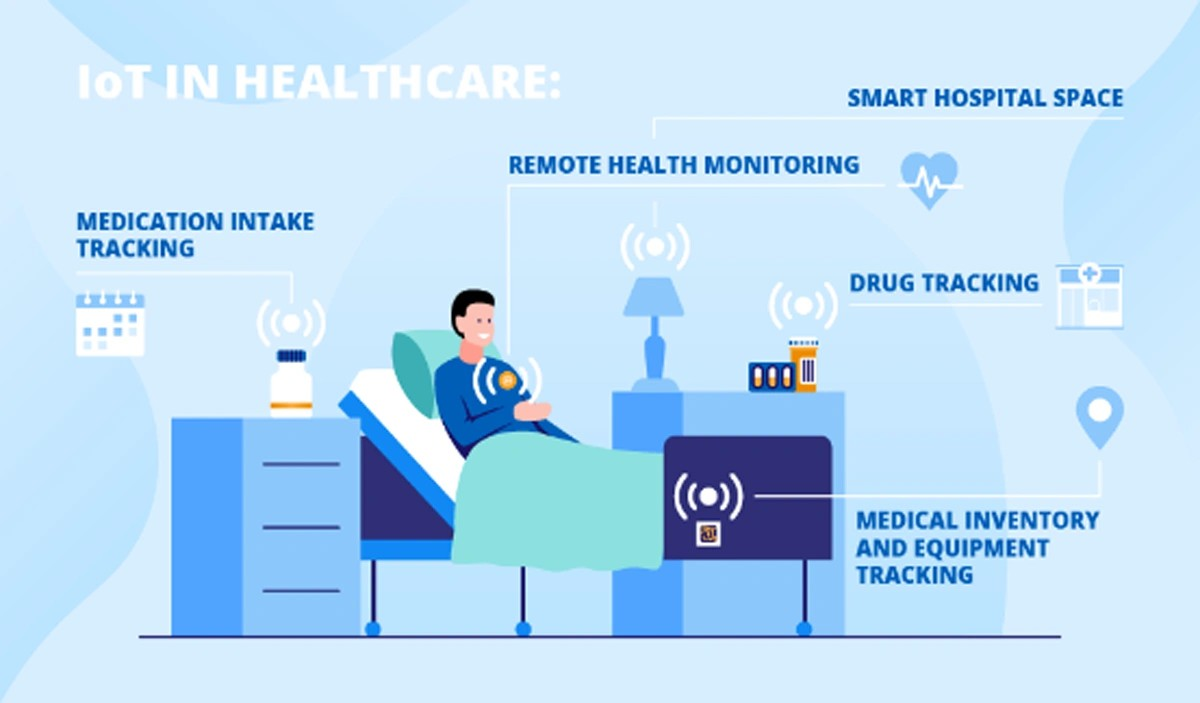 IoT IN HEALTHCARE:
SMART HOSPITAL SPACE
REMOTE HEALTH MONITORING
MEDICATION INTAKE
TRACKING
DRUG TRACKING
MEDICAL INVENTORY
AND EQUIPMENT
TRACKING